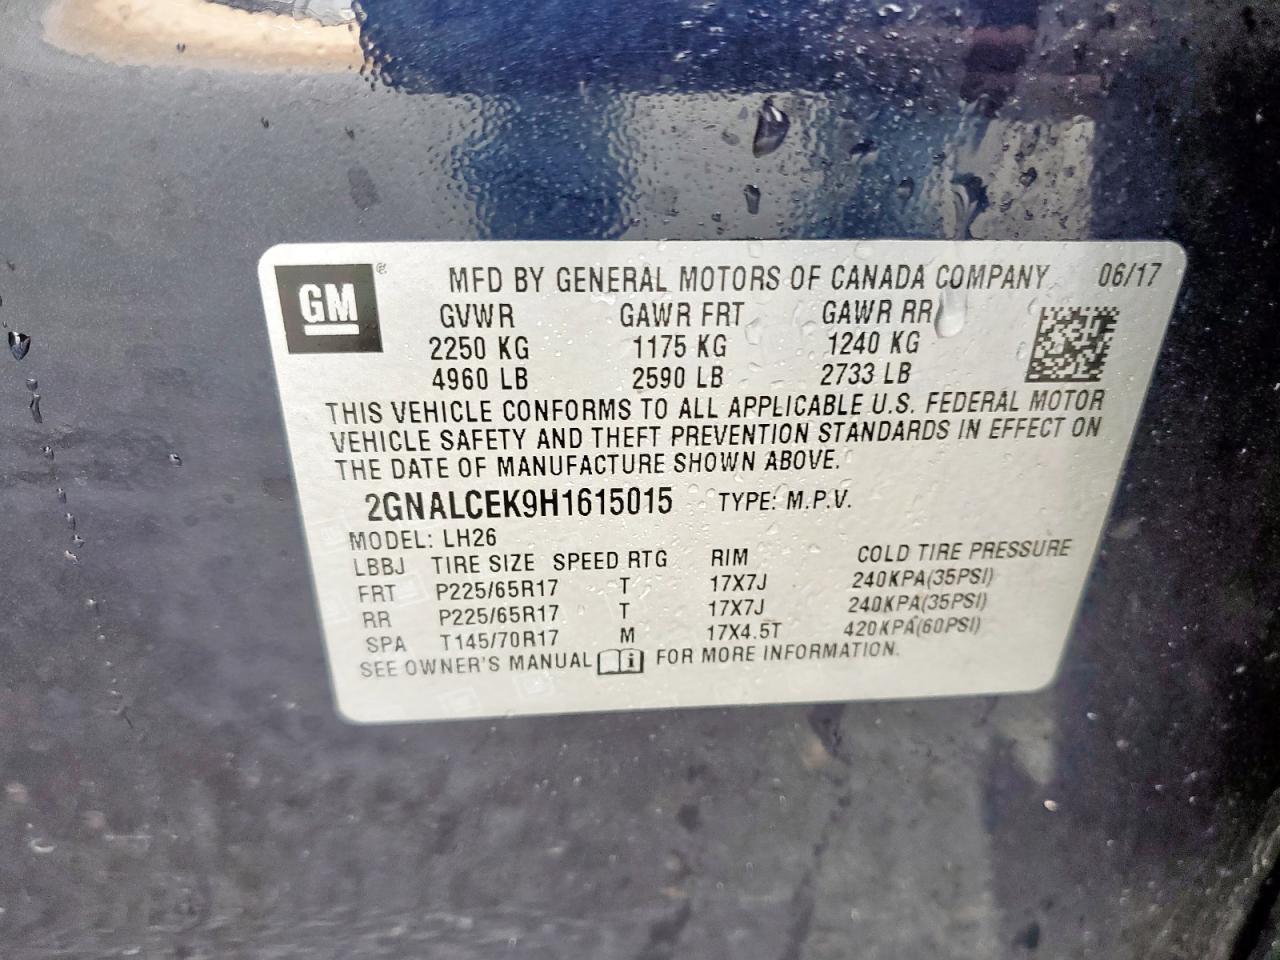 GM ® MFD BY GENERAL MOTORS OF CANADA COMPANY 06/17
GVWR GAWR FRT GAWR RR
2250 KG 1175 KG 1240 KG
4960 LB 2590 LB 2733 LB
THIS VEHICLE CONFORMS TO ALL APPLICABLE U.S. FEDERAL MOTOR
VEHICLE SAFETY AND THEFT PREVENTION STANDARDS IN EFFECT ON
THE DATE OF MANUFACTURE SHOWN ABOVE.
2GNALCEK9H1615015 TYPE: M.P.V.
MODEL: LH26
LBBJ TIRE SIZE SPEED RTG RIM COLD TIRE PRESSURE
FRT P225/65R17 T 17X7J 240KPA(35PSI)
RR P225/65R17 T 17X7J 240KPA(35PSI)
SPA T145/70R17 M 17X4.5T 420KPA(60PSI)
SEE OWNER'S MANUAL i FOR MORE INFORMATION.